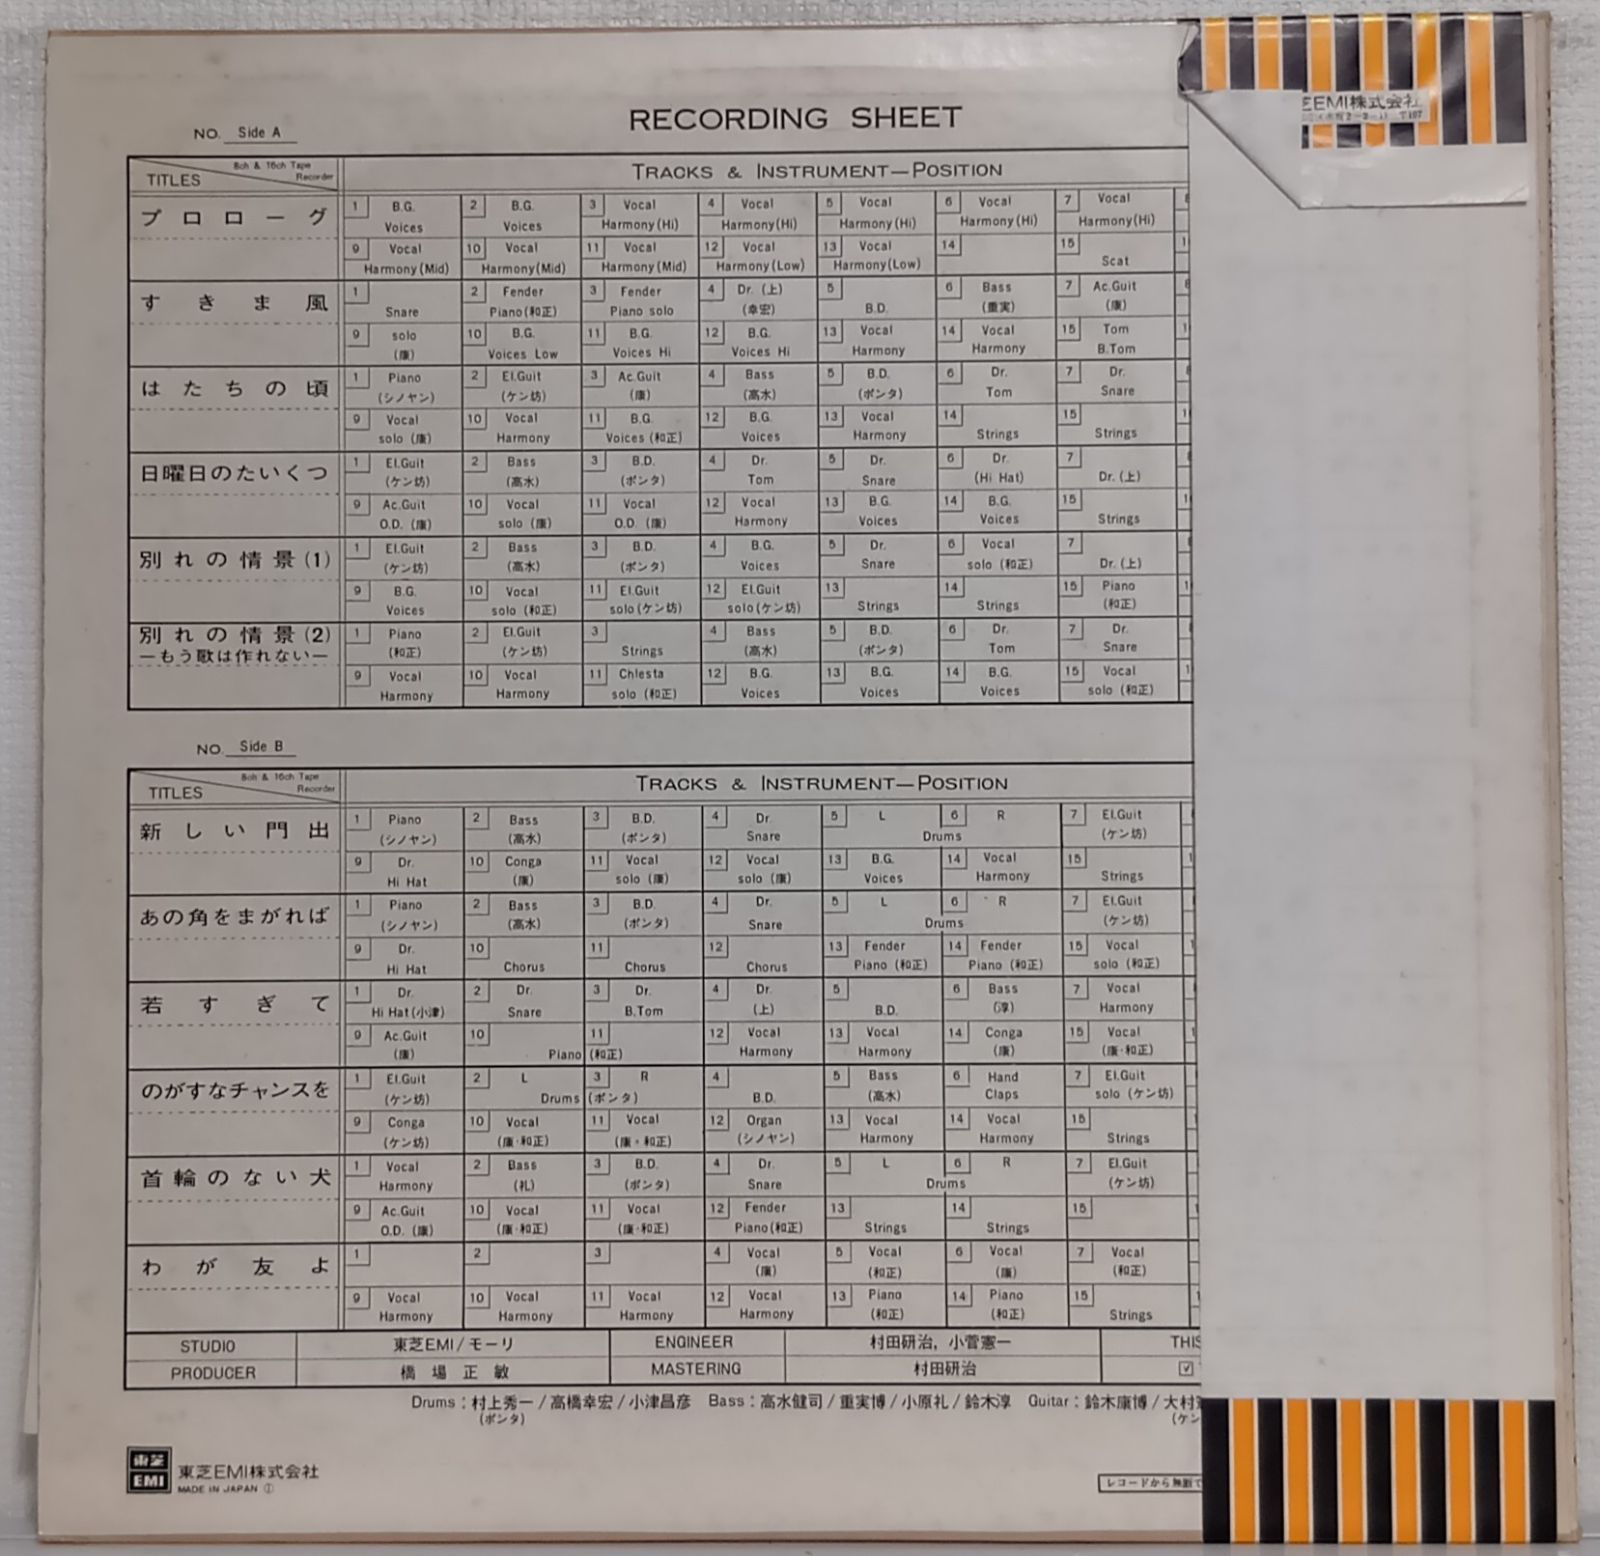 RECORDING SHEET
NO. Side A
8ch & 16ch Tape Recorder
TITLES
TRACKS & INSTRUMENT—POSITION
プロローグ
1 B.G. Voices 2 B.G. Voices 3 Vocal Harmony(Hi) 4 Vocal Harmony(Hi) 5 Vocal Harmony(Hi) 6 Vocal Harmony(Hi) 7 Vocal Harmony(Hi)
9 Vocal Harmony(Mid) 10 Vocal Harmony(Mid) 11 Vocal Harmony(Mid) 12 Vocal Harmony(Low) 13 Vocal Harmony(Low) 14 15 Scat
すきま風
1 Snare 2 Fender Piano(和正) 3 Fender Piano solo 4 Dr. (上) (幸宏) 5 B.D. 6 Bass (重実) 7 Ac.Guit (康)
9 solo (康) 10 B.G. Voices Low 11 B.G. Voices Hi 12 B.G. Voices Hi 13 Vocal Harmony 14 Vocal Harmony 15 Tom B.Tom
はたちの頃
1 Piano (シノヤン) 2 El.Guit (ケン坊) 3 Ac.Guit (康) 4 Bass (高水) 5 B.D. (ポンタ) 6 Dr. Tom 7 Dr. Snare
9 Vocal solo (康) 10 Vocal Harmony 11 B.G Voices (和正) 12 B.G. Voices 13 Vocal Harmony 14 Strings 15 Strings
日曜日のたいくつ
1 El.Guit (ケン坊) 2 Bass (高水) 3 B.D. (ポンタ) 4 Dr. Tom 5 Dr. Snare 6 Dr. (Hi Hat) 7 Dr. (上)
9 Ac.Guit O.D. (康) 10 Vocal solo (康) 11 Vocal O.D. (康) 12 Vocal Harmony 13 B.G. Voices 14 B.G. Voices 15 Strings
別れの情景(1)
1 El.Guit (ケン坊) 2 Bass (高水) 3 B.D. (ポンタ) 4 B.G. Voices 5 Dr. Snare 6 Vocal solo (和正) 7 Dr. (上)
9 B.G. Voices 10 Vocal solo (和正) 11 El.Guit solo(ケン坊) 12 El.Guit solo(ケン坊) 13 Strings 14 Strings 15 Piano (和正)
別れの情景(2)
—もう歌は作れない—
1 Piano (和正) 2 El.Guit (ケン坊) 3 Strings 4 Bass (高水) 5 B.D. (ポンタ) 6 Dr. Tom 7 Dr. Snare
9 Vocal Harmony 10 Vocal Harmony 11 Chlesta solo (和正) 12 B.G. Voices 13 B.G. Voices 14 B.G. Voices 15 Vocal solo (和正)
NO. Side B
8ch & 16ch Tape Recorder
TITLES
TRACKS & INSTRUMENT—POSITION
新しい門出
1 Piano (シノヤン) 2 Bass (高水) 3 B.D. (ポンタ) 4 Dr. Snare 5 L 6 R Drums 7 El.Guit (ケン坊)
9 Dr. Hi Hat 10 Conga (康) 11 Vocal solo (康) 12 Vocal solo (康) 13 B.G. Voices 14 Vocal Harmony 15 Strings
あの角をまがれば
1 Piano (シノヤン) 2 Bass (高水) 3 B.D. (ポンタ) 4 Dr. Snare 5 L 6 R Drums 7 El.Guit (ケン坊)
9 Dr. Hi Hat 10 Chorus 11 Chorus 12 Chorus 13 Fender Piano (和正) 14 Fender Piano (和正) 15 Vocal solo (和正)
若すぎて
1 Dr. Hi Hat(小津) 2 Dr. Snare 3 Dr. B.Tom 4 Dr. (上) 5 B.D. 6 Bass (淳) 7 Vocal Harmony
9 Ac.Guit (康) 10 11 Piano (和正) 12 Vocal Harmony 13 Vocal Harmony 14 Conga (康) 15 Vocal (康・和正)
のがすなチャンスを
1 El.Guit (ケン坊) 2 L 3 R Drums (ポンタ) 4 B.D. 5 Bass (高水) 6 Hand Claps 7 El.Guit solo (ケン坊)
9 Conga (ケン坊) 10 Vocal (康・和正) 11 Vocal (康・和正) 12 Organ (シノヤン) 13 Vocal Harmony 14 Vocal Harmony 15 Strings
首輪のない犬
1 Vocal Harmony 2 Bass (礼) 3 B.D. (ポンタ) 4 Dr. Snare 5 L 6 R Drums 7 El.Guit (ケン坊)
9 Ac.Guit O.D. (康) 10 Vocal (康・和正) 11 Vocal (康・和正) 12 Fender Piano(和正) 13 Strings 14 Strings 15
わが友よ
1 2 3 4 Vocal (康) 5 Vocal (和正) 6 Vocal (康) 7 Vocal (和正)
9 Vocal Harmony 10 Vocal Harmony 11 Vocal Harmony 12 Vocal Harmony 13 Piano (和正) 14 Piano (和正) 15 Strings
STUDIO 東芝EMI/モーリ ENGINEER 村田研治, 小菅憲一 THIS
PRODUCER 橋場正敏 MASTERING 村田研治
Drums：村上秀一/高橋幸宏/小津昌彦 Bass：高水健司/重実博/小原礼/鈴木淳 Guitar：鈴木康博/大村
(ポンタ) (ケン
東芝 EMI 東芝EMI株式会社
MADE IN JAPAN ①
レコードから無断で
EMI株式会社